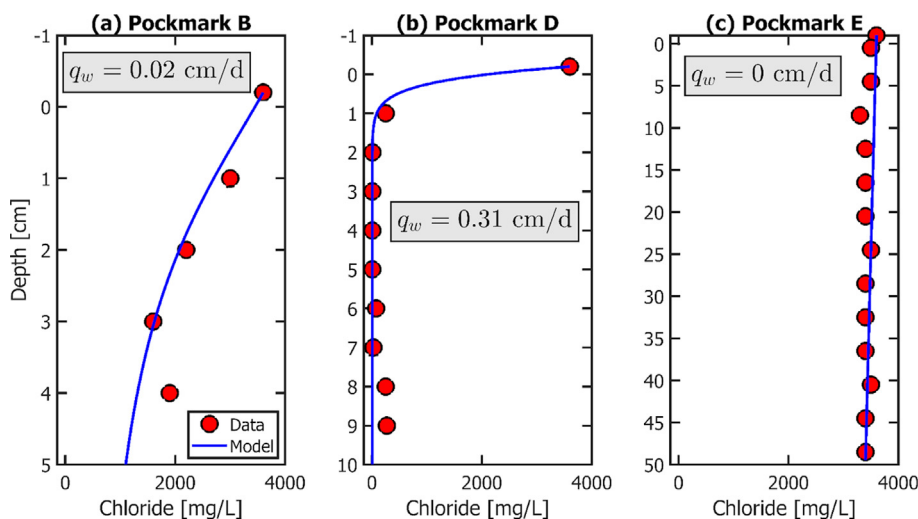 (a) Pockmark B
(b) Pockmark D
(c) Pockmark E
q_w = 0.02 cm/d
q_w = 0.31 cm/d
q_w = 0 cm/d
Depth [cm]
-1
0
1
2
3
4
5
-1
0
1
2
3
4
5
6
7
8
9
10
0
5
10
15
20
25
30
35
40
45
50
Data
Model
0 2000 4000
0 2000 4000
0 2000 4000
Chloride [mg/L]
Chloride [mg/L]
Chloride [mg/L]